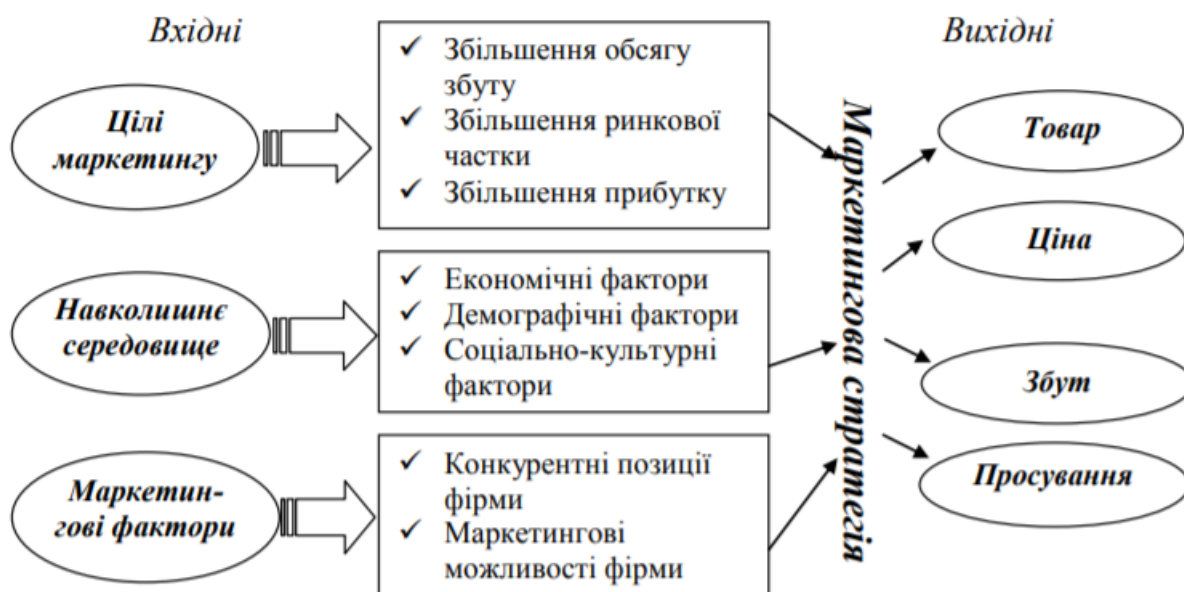 Вхідні
Вихідні
Цілі
маркетингу
✓ Збільшення обсягу
збуту
✓ Збільшення ринкової
частки
✓ Збільшення прибутку
Навколишнє
середовище
✓ Економічні фактори
✓ Демографічні фактори
✓ Соціально-культурні
фактори
Маркетин-
гові фактори
✓ Конкурентні позиції
фірми
✓ Маркетингові
можливості фірми
Маркетингова стратегія
Товар
Ціна
Збут
Просування